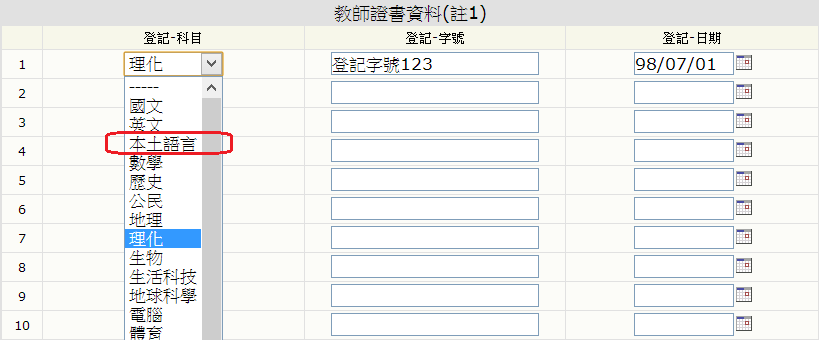 教師證書資料(註1)
登記-科目 登記-字號 登記-日期
1 理化 登記字號123 98/07/01
-----
2 國文
英文
3
本土語言
4 數學
歷史
5
公民
6 地理
7 理化
生物
8 生活科技
9 地球科學
電腦
10 體育